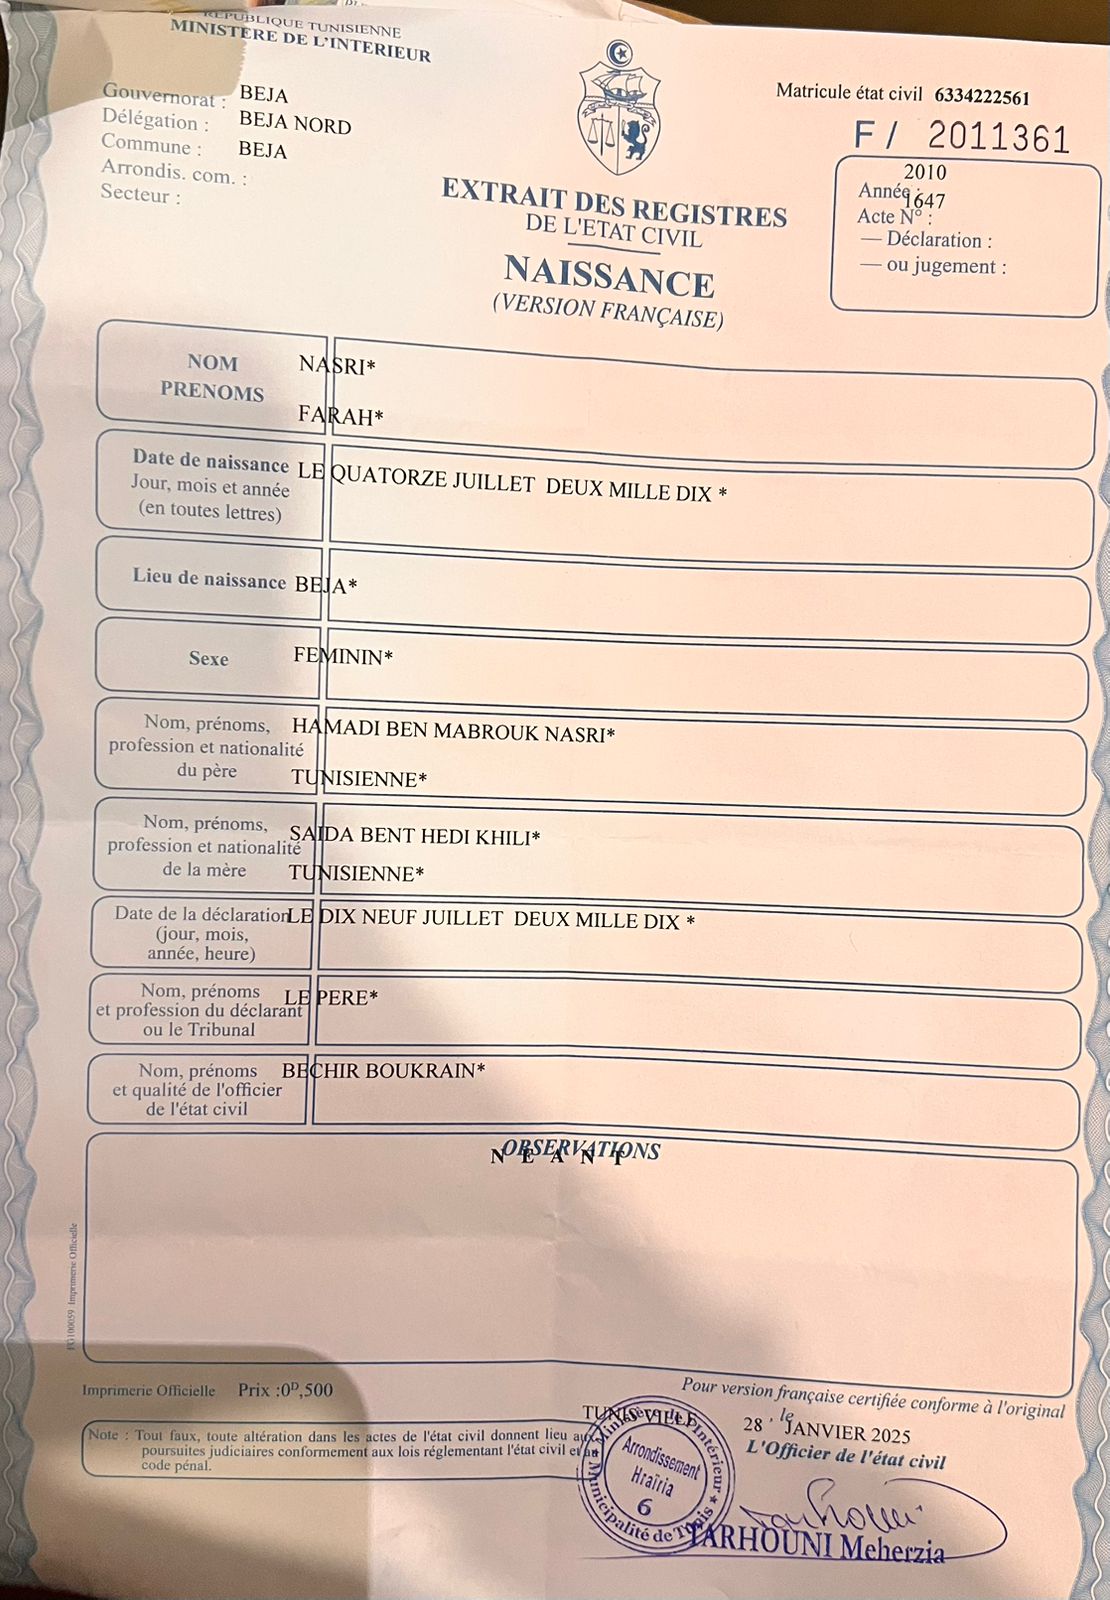 REPUBLIQUE TUNISIENNE
MINISTERE DE L'INTERIEUR
Gouvernorat : BEJA
Délégation : BEJA NORD
Commune : BEJA
Arrondis. com. :
Secteur :
Matricule état civil 6334222561
F / 2011361
2010
Année :
1647
Acte N° :
— Déclaration :
— ou jugement :
EXTRAIT DES REGISTRES
DE L'ETAT CIVIL
NAISSANCE
(VERSION FRANÇAISE)
NOM NASRI*
PRENOMS FARAH*
Date de naissance LE QUATORZE JUILLET DEUX MILLE DIX *
Jour, mois et année
(en toutes lettres)
Lieu de naissance BEJA*
Sexe FEMININ*
Nom, prénoms, HAMADI BEN MABROUK NASRI*
profession et nationalité
du père TUNISIENNE*
Nom, prénoms, SAIDA BENT HEDI KHILI*
profession et nationalité
de la mère TUNISIENNE*
Date de la déclaration LE DIX NEUF JUILLET DEUX MILLE DIX *
(jour, mois,
année, heure)
Nom, prénoms LE PERE*
et profession du déclarant
ou le Tribunal
Nom, prénoms BECHIR BOUKRAIN*
et qualité de l'officier
de l'état civil
OBSERVATIONS
N E A N T
FG100059 Imprimerie Officielle
Imprimerie Officielle Prix :0ᴰ,500
Pour version française certifiée conforme à l'original
TUNIS VILLE , le
28 JANVIER 2025
L'Officier de l'état civil
Note : Tout faux, toute altération dans les actes de l'état civil donnent lieu aux
poursuites judiciaires conformement aux lois réglementant l'état civil et au
code pénal.
Ministère de l'Intérieur
Arrondissement
Hraïria
6
Municipalité de Tunis
TARHOUNI Meherzia